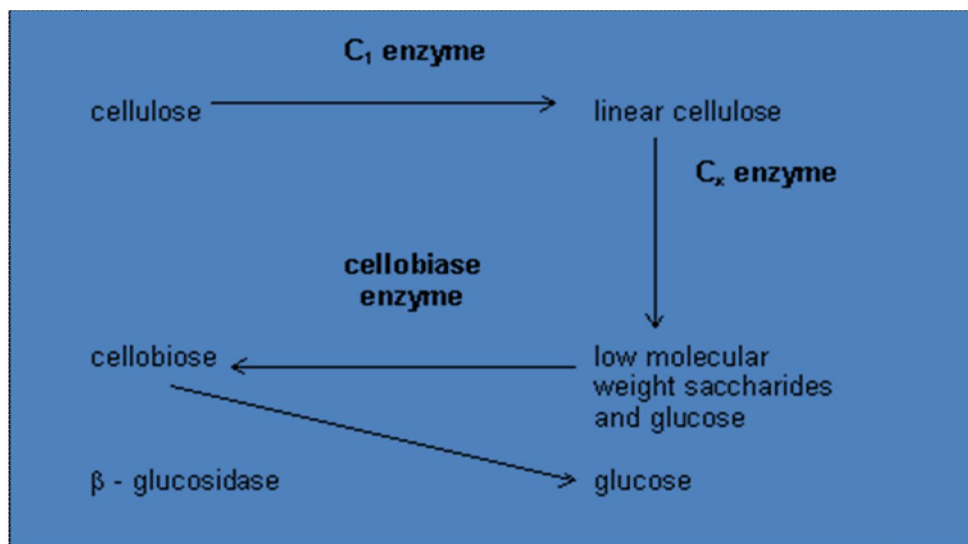 C₁ enzyme
cellulose
linear cellulose
Cₓ enzyme
cellobiase
enzyme
cellobiose
low molecular
weight saccharides
and glucose
β - glucosidase
glucose